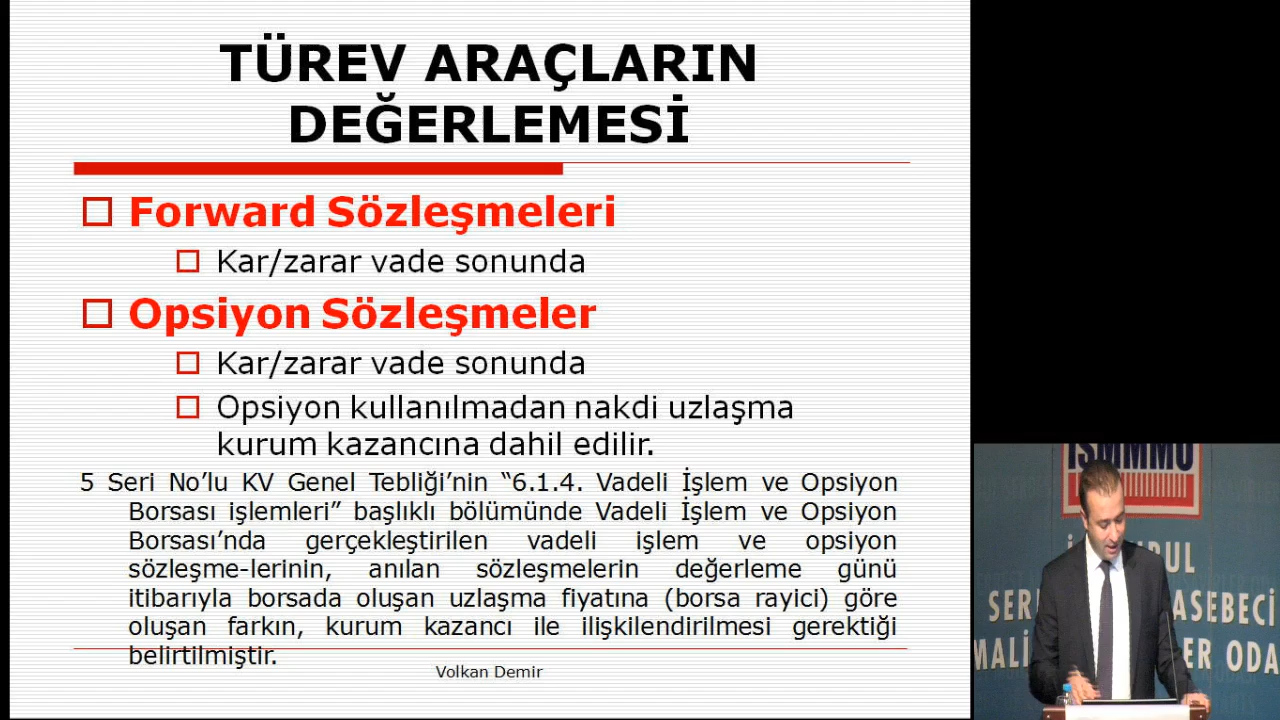 TÜREV ARAÇLARIN
DEĞERLEMESİ
Forward Sözleşmeleri
Kar/zarar vade sonunda
Opsiyon Sözleşmeler
Kar/zarar vade sonunda
Opsiyon kullanılmadan nakdi uzlaşma
kurum kazancına dahil edilir.
5 Seri No’lu KV Genel Tebliği’nin “6.1.4. Vadeli İşlem ve Opsiyon
Borsası işlemleri” başlıklı bölümünde Vadeli İşlem ve Opsiyon
Borsası’nda gerçekleştirilen vadeli işlem ve opsiyon
sözleşme-lerinin, anılan sözleşmelerin değerleme günü
itibarıyla borsada oluşan uzlaşma fiyatına (borsa rayici) göre
oluşan farkın, kurum kazancı ile ilişkilendirilmesi gerektiği
belirtilmiştir.
Volkan Demir
İSMMMO
ODA